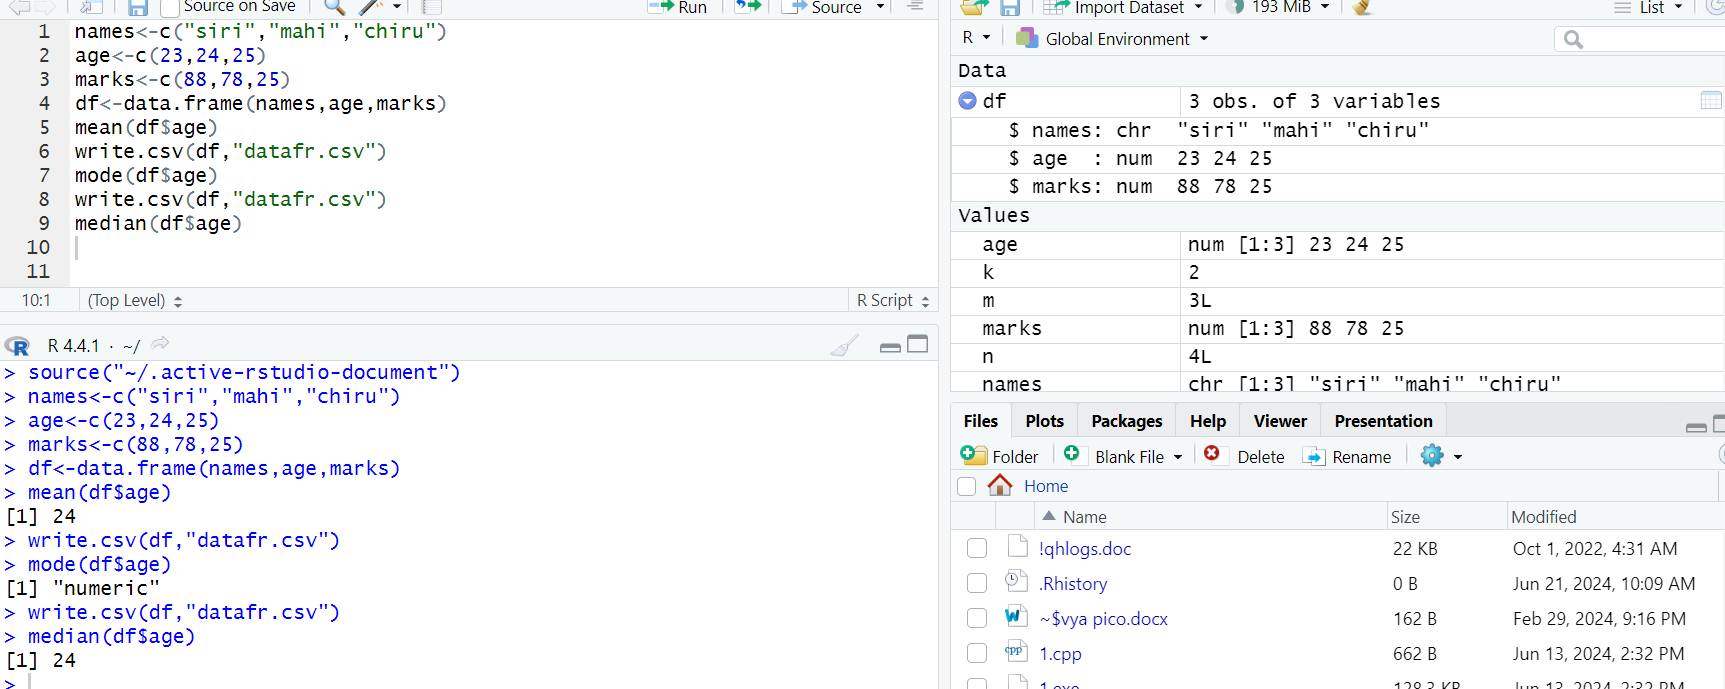 Source on Save Run Source
1 names<-c("siri","mahi","chiru")
2 age<-c(23,24,25)
3 marks<-c(88,78,25)
4 df<-data.frame(names,age,marks)
5 mean(df$age)
6 write.csv(df,"datafr.csv")
7 mode(df$age)
8 write.csv(df,"datafr.csv")
9 median(df$age)
10
11
10:1 (Top Level) R Script
R 4.4.1 · ~/
> source("~/.active-rstudio-document")
> names<-c("siri","mahi","chiru")
> age<-c(23,24,25)
> marks<-c(88,78,25)
> df<-data.frame(names,age,marks)
> mean(df$age)
[1] 24
> write.csv(df,"datafr.csv")
> mode(df$age)
[1] "numeric"
> write.csv(df,"datafr.csv")
> median(df$age)
[1] 24
>
Import Dataset 193 MiB List
R Global Environment
Data
df 3 obs. of 3 variables
$ names: chr "siri" "mahi" "chiru"
$ age : num 23 24 25
$ marks: num 88 78 25
Values
age num [1:3] 23 24 25
k 2
m 3L
marks num [1:3] 88 78 25
n 4L
names chr [1:3] "siri" "mahi" "chiru"
Files Plots Packages Help Viewer Presentation
Folder Blank File Delete Rename
Home
Name Size Modified
!qhlogs.doc 22 KB Oct 1, 2022, 4:31 AM
.Rhistory 0 B Jun 21, 2024, 10:09 AM
~$vya pico.docx 162 B Feb 29, 2024, 9:16 PM
1.cpp 662 B Jun 13, 2024, 2:32 PM
1.exe 128.3 KB Jun 13, 2024, 2:32 PM